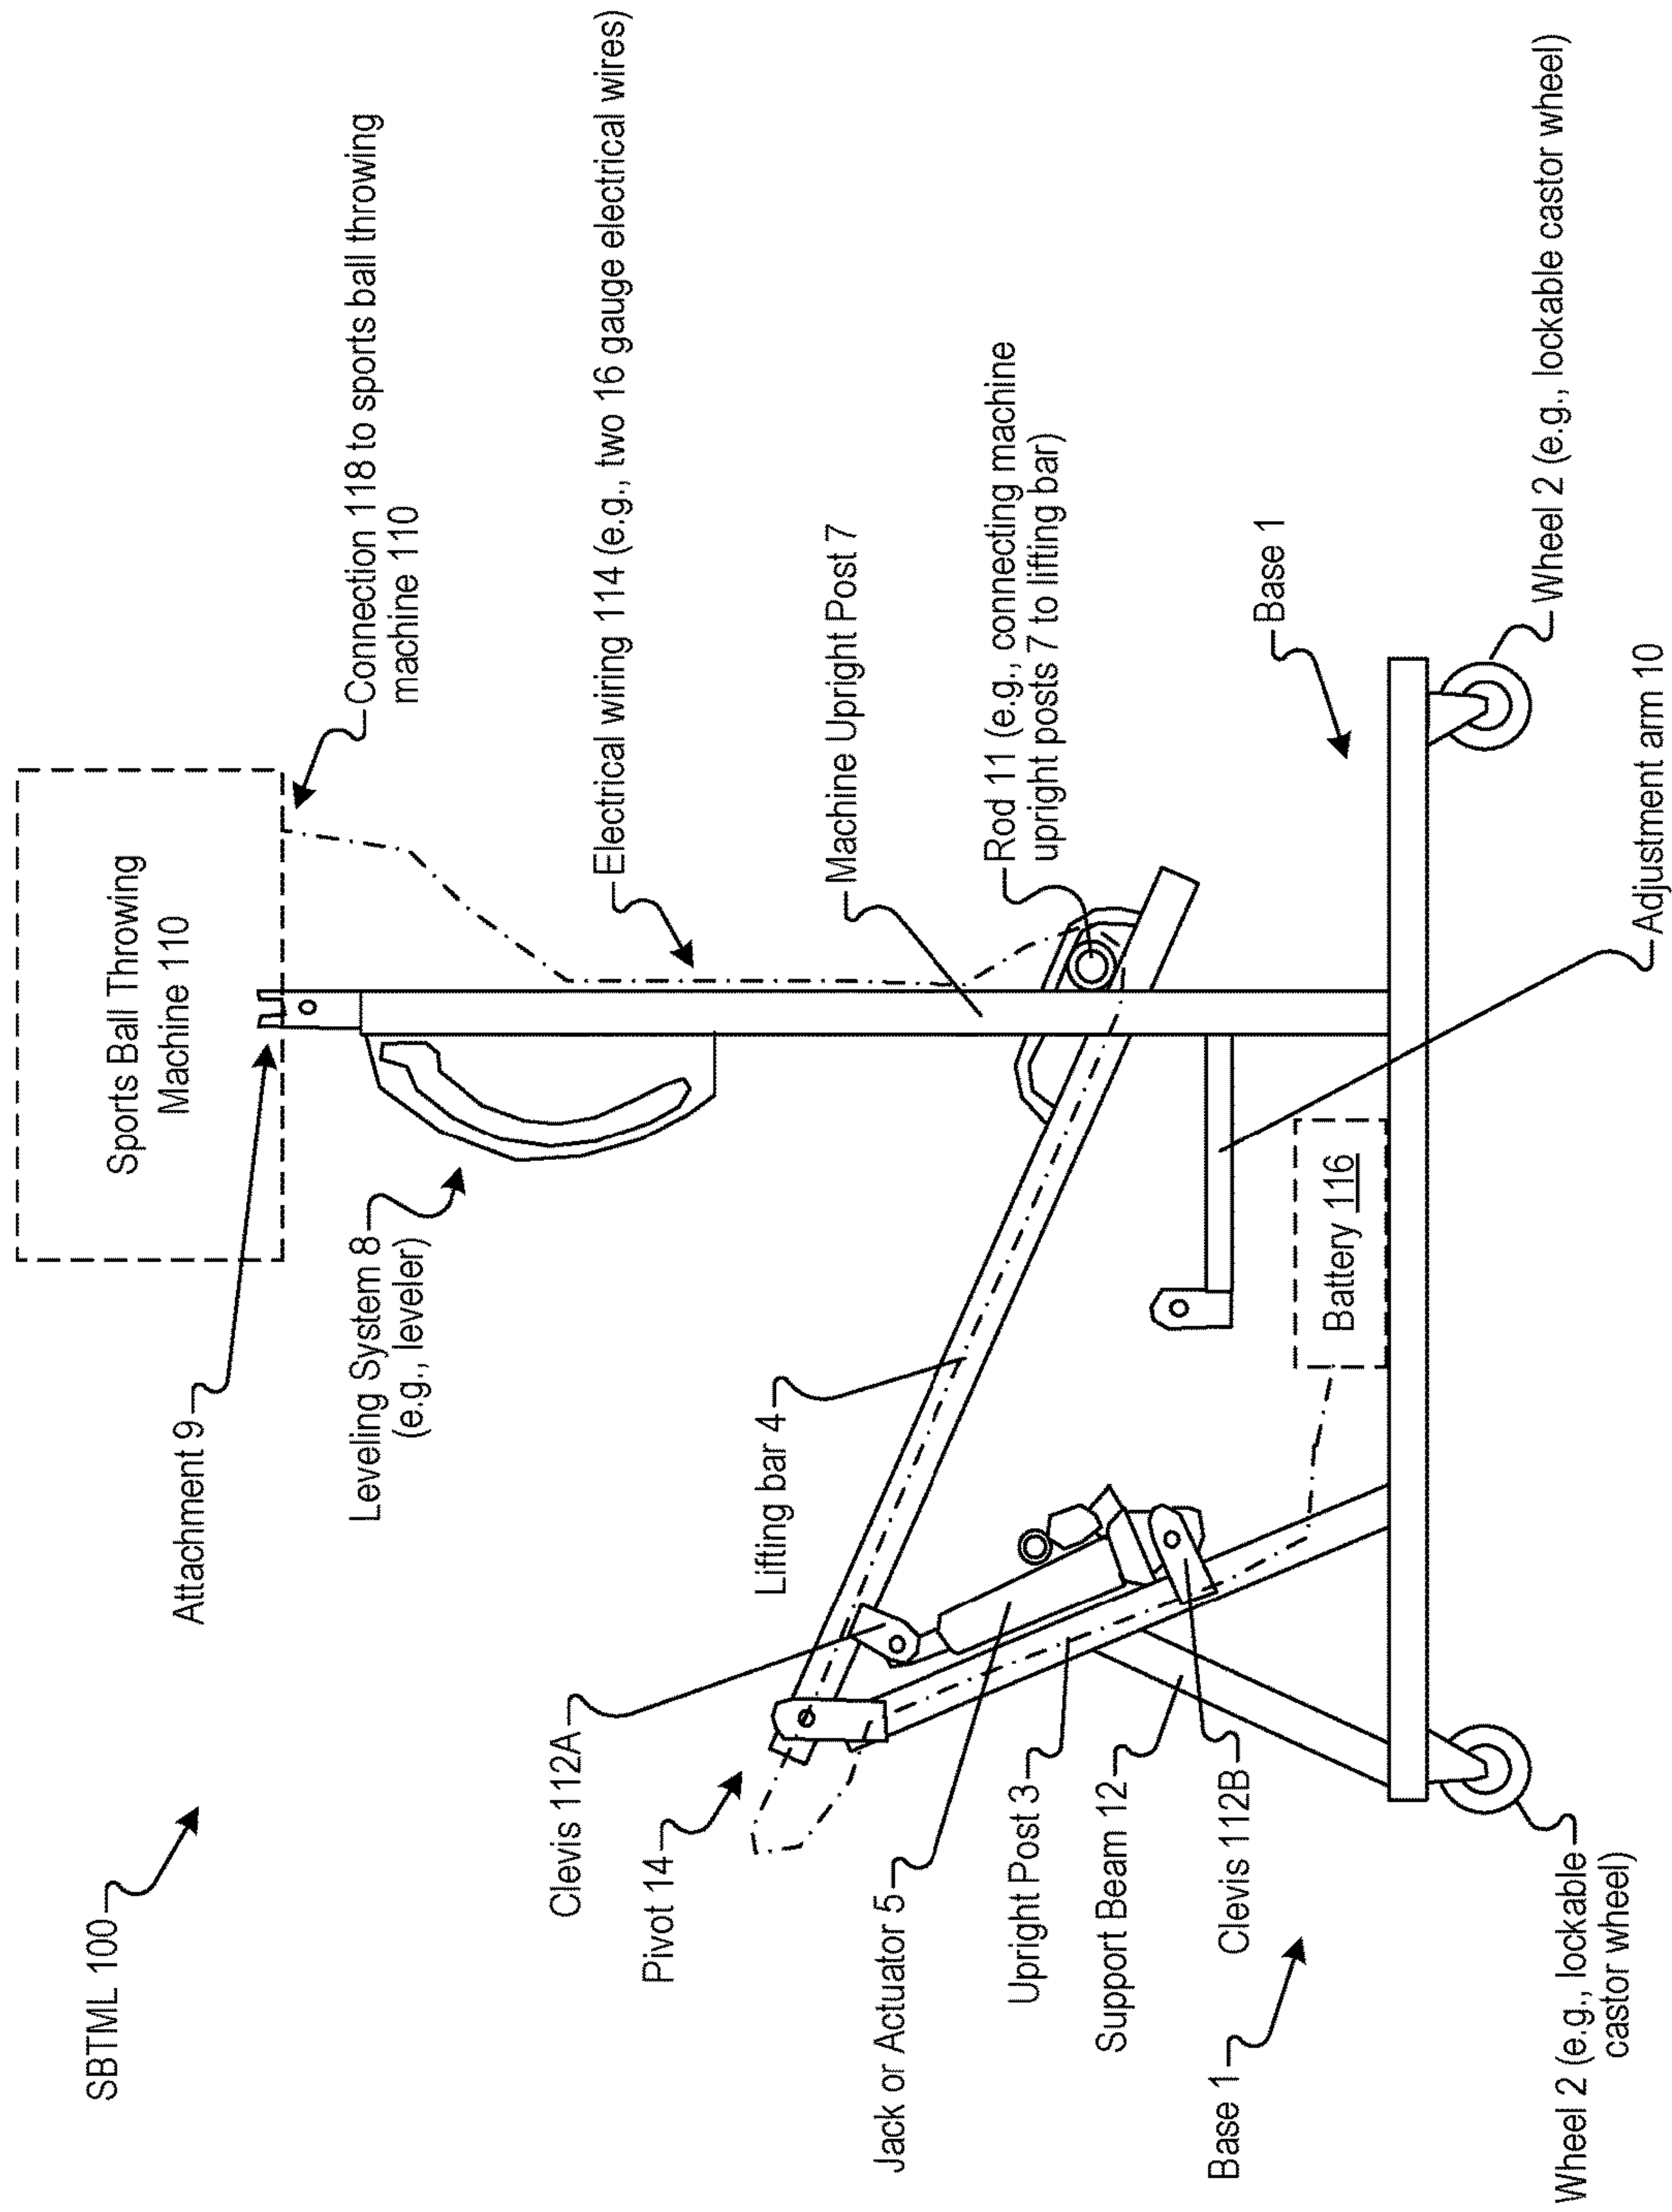 SBTML 100
Sports Ball Throwing
Machine 110
Attachment 9
Connection 118 to sports ball throwing
machine 110
Leveling System 8
(e.g., leveler)
Electrical wiring 114 (e.g., two 16 gauge electrical wires)
Clevis 112A
Pivot 14
Lifting bar 4
Machine Upright Post 7
Jack or Actuator 5
Rod 11 (e.g., connecting machine
upright posts 7 to lifting bar)
Upright Post 3
Support Beam 12
Clevis 112B
Base 1
Battery 116
Base 1
Wheel 2 (e.g., lockable
castor wheel)
Wheel 2 (e.g., lockable castor wheel)
Adjustment arm 10